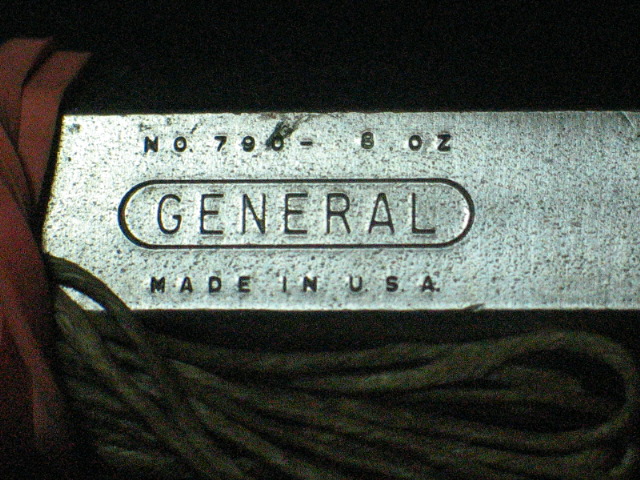 NO 790- 8 OZ
GENERAL
MADE IN U.S.A.